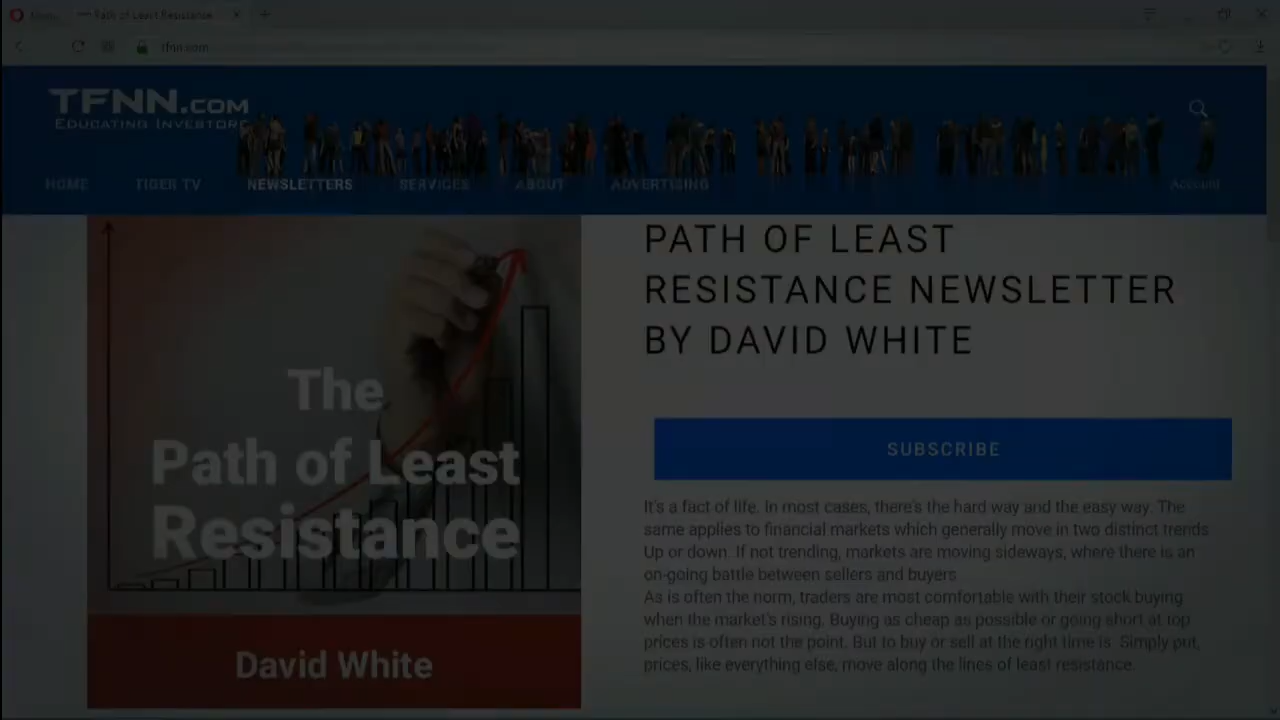 Path of Least Resistance
tfnn.com
TFNN.COM
EDUCATING INVESTORS
HOME TIGER TV NEWSLETTERS SERVICES ABOUT ADVERTISING Account
PATH OF LEAST
RESISTANCE NEWSLETTER
BY DAVID WHITE
The
Path of Least
Resistance
David White
SUBSCRIBE
It's a fact of life. In most cases, there's the hard way and the easy way. The
same applies to financial markets which generally move in two distinct trends
Up or down. If not trending, markets are moving sideways, where there is an
on-going battle between sellers and buyers
As is often the norm, traders are most comfortable with their stock buying
when the market's rising. Buying as cheap as possible or going short at top
prices is often not the point. But to buy or sell at the right time is. Simply put,
prices, like everything else, move along the lines of least resistance.